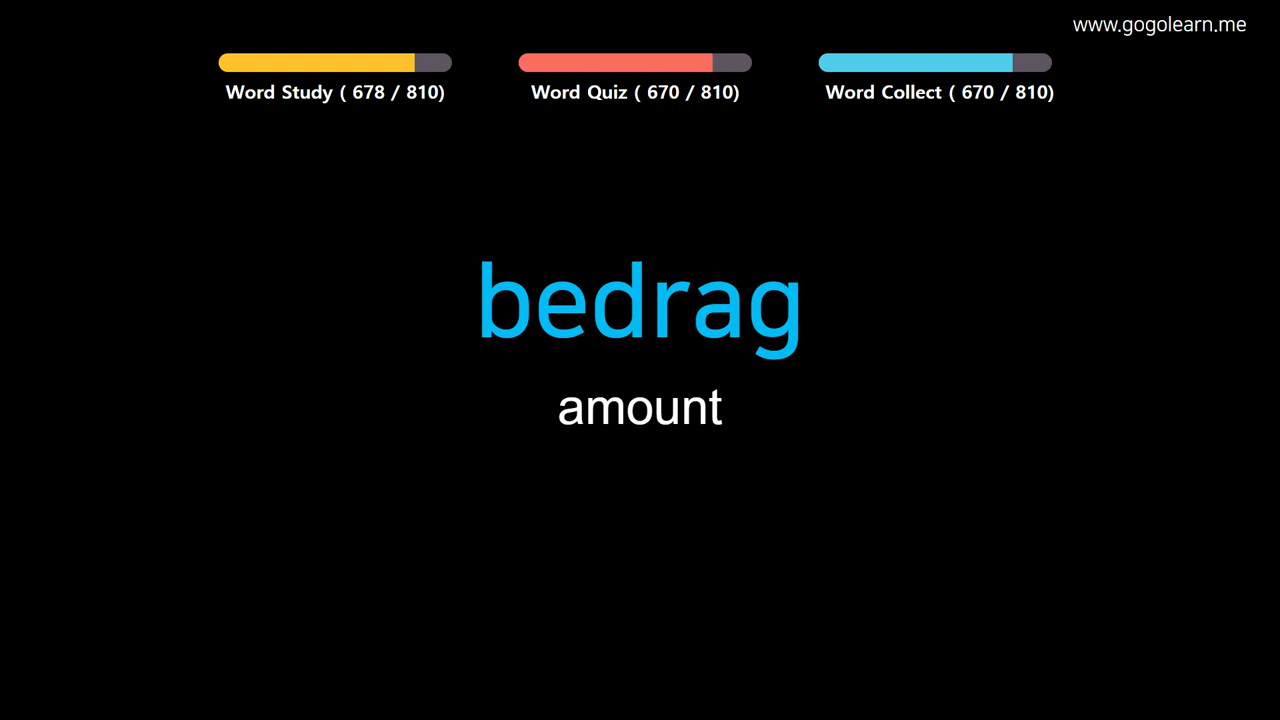 www.gogolearn.me
Word Study ( 678 / 810)
Word Quiz ( 670 / 810)
Word Collect ( 670 / 810)
bedrag
amount